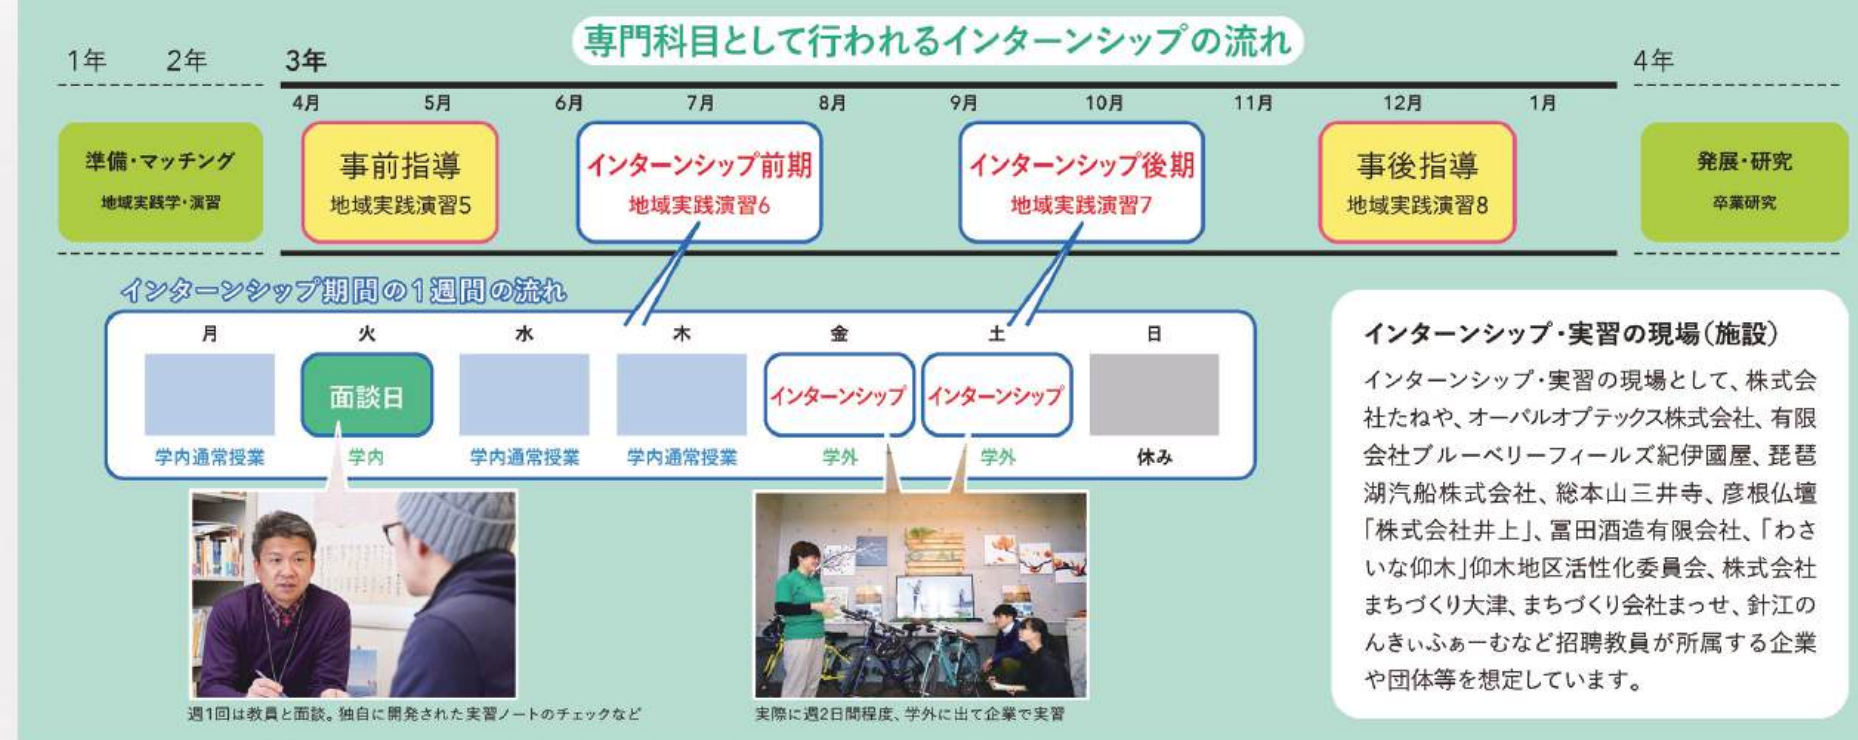 専門科目として行われるインターンシップの流れ
1年 2年 3年 4年
4月 5月 6月 7月 8月 9月 10月 11月 12月 1月
準備・マッチング
地域実践学・演習
事前指導
地域実践演習5
インターンシップ前期
地域実践演習6
インターンシップ後期
地域実践演習7
事後指導
地域実践演習8
発展・研究
卒業研究
インターンシップ期間の1週間の流れ
月 火 水 木 金 土 日
面談日 インターンシップ インターンシップ
学内通常授業 学内 学内通常授業 学内通常授業 学外 学外 休み
週1回は教員と面談。独自に開発された実習ノートのチェックなど
実際に週2日間程度、学外に出て企業で実習
インターンシップ・実習の現場(施設)
インターンシップ・実習の現場として、株式会
社たねや、オーパルオプテックス株式会社、有限
会社ブルーベリーフィールズ紀伊國屋、琵琶
湖汽船株式会社、総本山三井寺、彦根仏壇
「株式会社井上」、冨田酒造有限会社、「わさ
いな仰木」仰木地区活性化委員会、株式会社
まちづくり大津、まちづくり会社まっせ、針江の
んきぃふぁーむなど招聘教員が所属する企業
や団体等を想定しています。